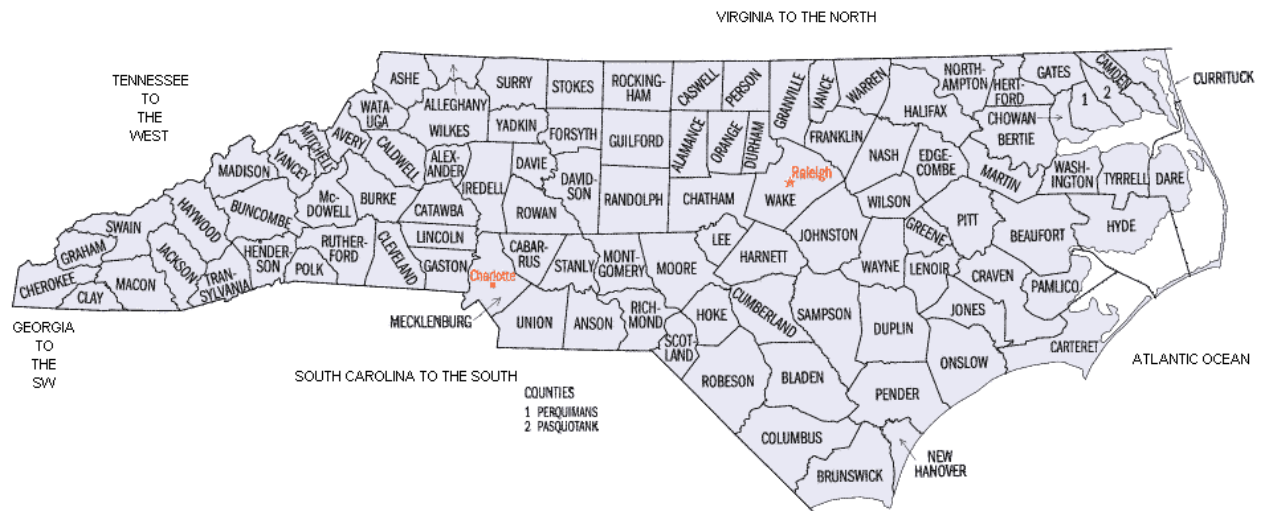 VIRGINIA TO THE NORTH
TENNESSEE
TO
THE
WEST
ASHE
ALLEGHANY
SURRY
STOKES
ROCKING-
HAM
CASWELL
PERSON
GRANVILLE
VANCE
WARREN
NORTH-
AMPTON
HERT-
FORD
GATES
CAMDEN
CURRITUCK
WATA-
UGA
WILKES
YADKIN
FORSYTH
GUILFORD
ALAMANCE
ORANGE
DURHAM
FRANKLIN
HALIFAX
CHOWAN
BERTIE
1
2
MITCHELL
AVERY
CALDWELL
ALEX-
ANDER
IREDELL
DAVIE
DAVID-
SON
RANDOLPH
CHATHAM
Raleigh
WAKE
NASH
EDGE-
COMBE
MARTIN
WASH-
INGTON
TYRRELL
DARE
MADISON
YANCEY
Mc-
DOWELL
BURKE
CATAWBA
ROWAN
WILSON
PITT
BEAUFORT
HYDE
HAYWOOD
BUNCOMBE
RUTHER-
FORD
CLEVELAND
LINCOLN
GASTON
CABAR-
RUS
STANLY
MONT-
GOMERY
MOORE
LEE
HARNETT
JOHNSTON
WAYNE
GREENE
LENOIR
CRAVEN
PAMLICO
SWAIN
GRAHAM
CHEROKEE
CLAY
MACON
JACKSON
TRAN-
SYLVANIA
HENDER-
SON
POLK
Charlotte
MECKLENBURG
UNION
ANSON
RICH-
MOND
SCOT-
LAND
HOKE
CUMBERLAND
SAMPSON
DUPLIN
JONES
ONSLOW
CARTERET
GEORGIA
TO
THE
SW
SOUTH CAROLINA TO THE SOUTH
ATLANTIC OCEAN
ROBESON
BLADEN
PENDER
COLUMBUS
BRUNSWICK
NEW
HANOVER
COUNTIES
1 PERQUIMANS
2 PASQUOTANK